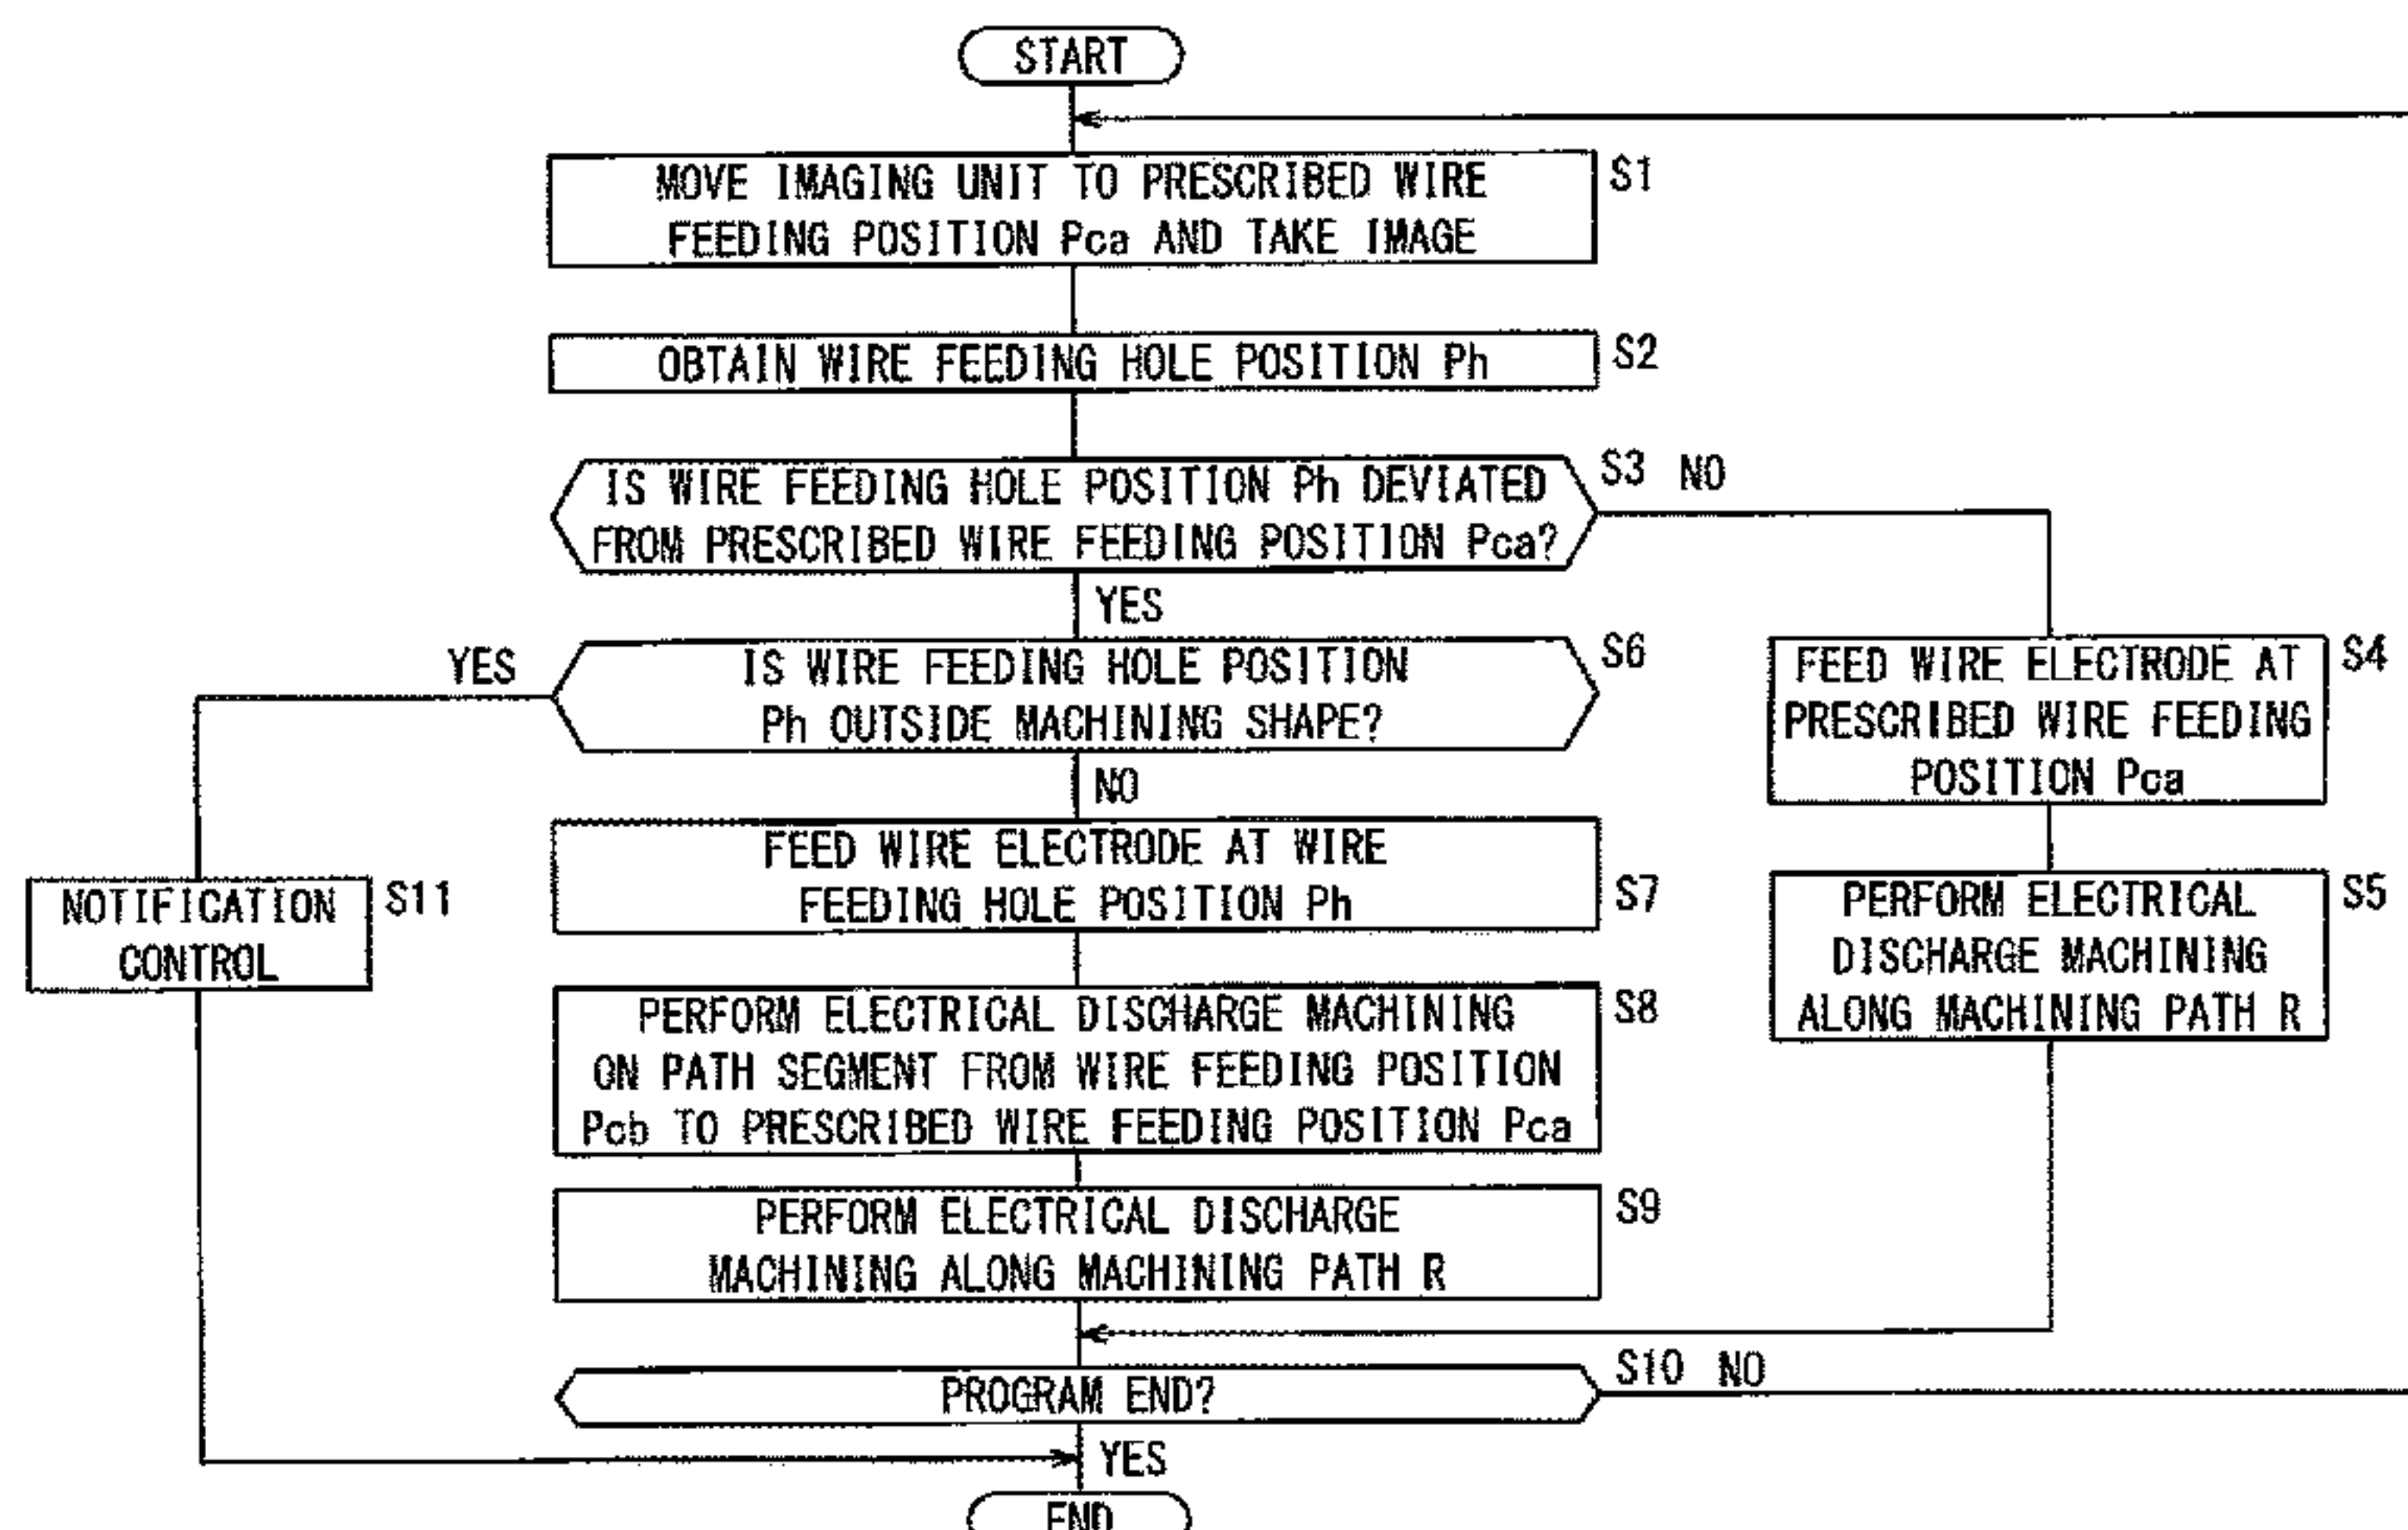 START
MOVE IMAGING UNIT TO PRESCRIBED WIRE
FEEDING POSITION Pca AND TAKE IMAGE
S1
OBTAIN WIRE FEEDING HOLE POSITION Ph
S2
IS WIRE FEEDING HOLE POSITION Ph DEVIATED
FROM PRESCRIBED WIRE FEEDING POSITION Pca?
S3 NO
YES
FEED WIRE ELECTRODE AT
PRESCRIBED WIRE FEEDING
POSITION Pca
S4
PERFORM ELECTRICAL
DISCHARGE MACHINING
ALONG MACHINING PATH R
S5
IS WIRE FEEDING HOLE POSITION
Ph OUTSIDE MACHINING SHAPE?
S6
YES
NO
NOTIFICATION
CONTROL
S11
FEED WIRE ELECTRODE AT WIRE
FEEDING HOLE POSITION Ph
S7
PERFORM ELECTRICAL DISCHARGE MACHINING
ON PATH SEGMENT FROM WIRE FEEDING POSITION
Pcb TO PRESCRIBED WIRE FEEDING POSITION Pca
S8
PERFORM ELECTRICAL DISCHARGE
MACHINING ALONG MACHINING PATH R
S9
PROGRAM END?
S10 NO
YES
END